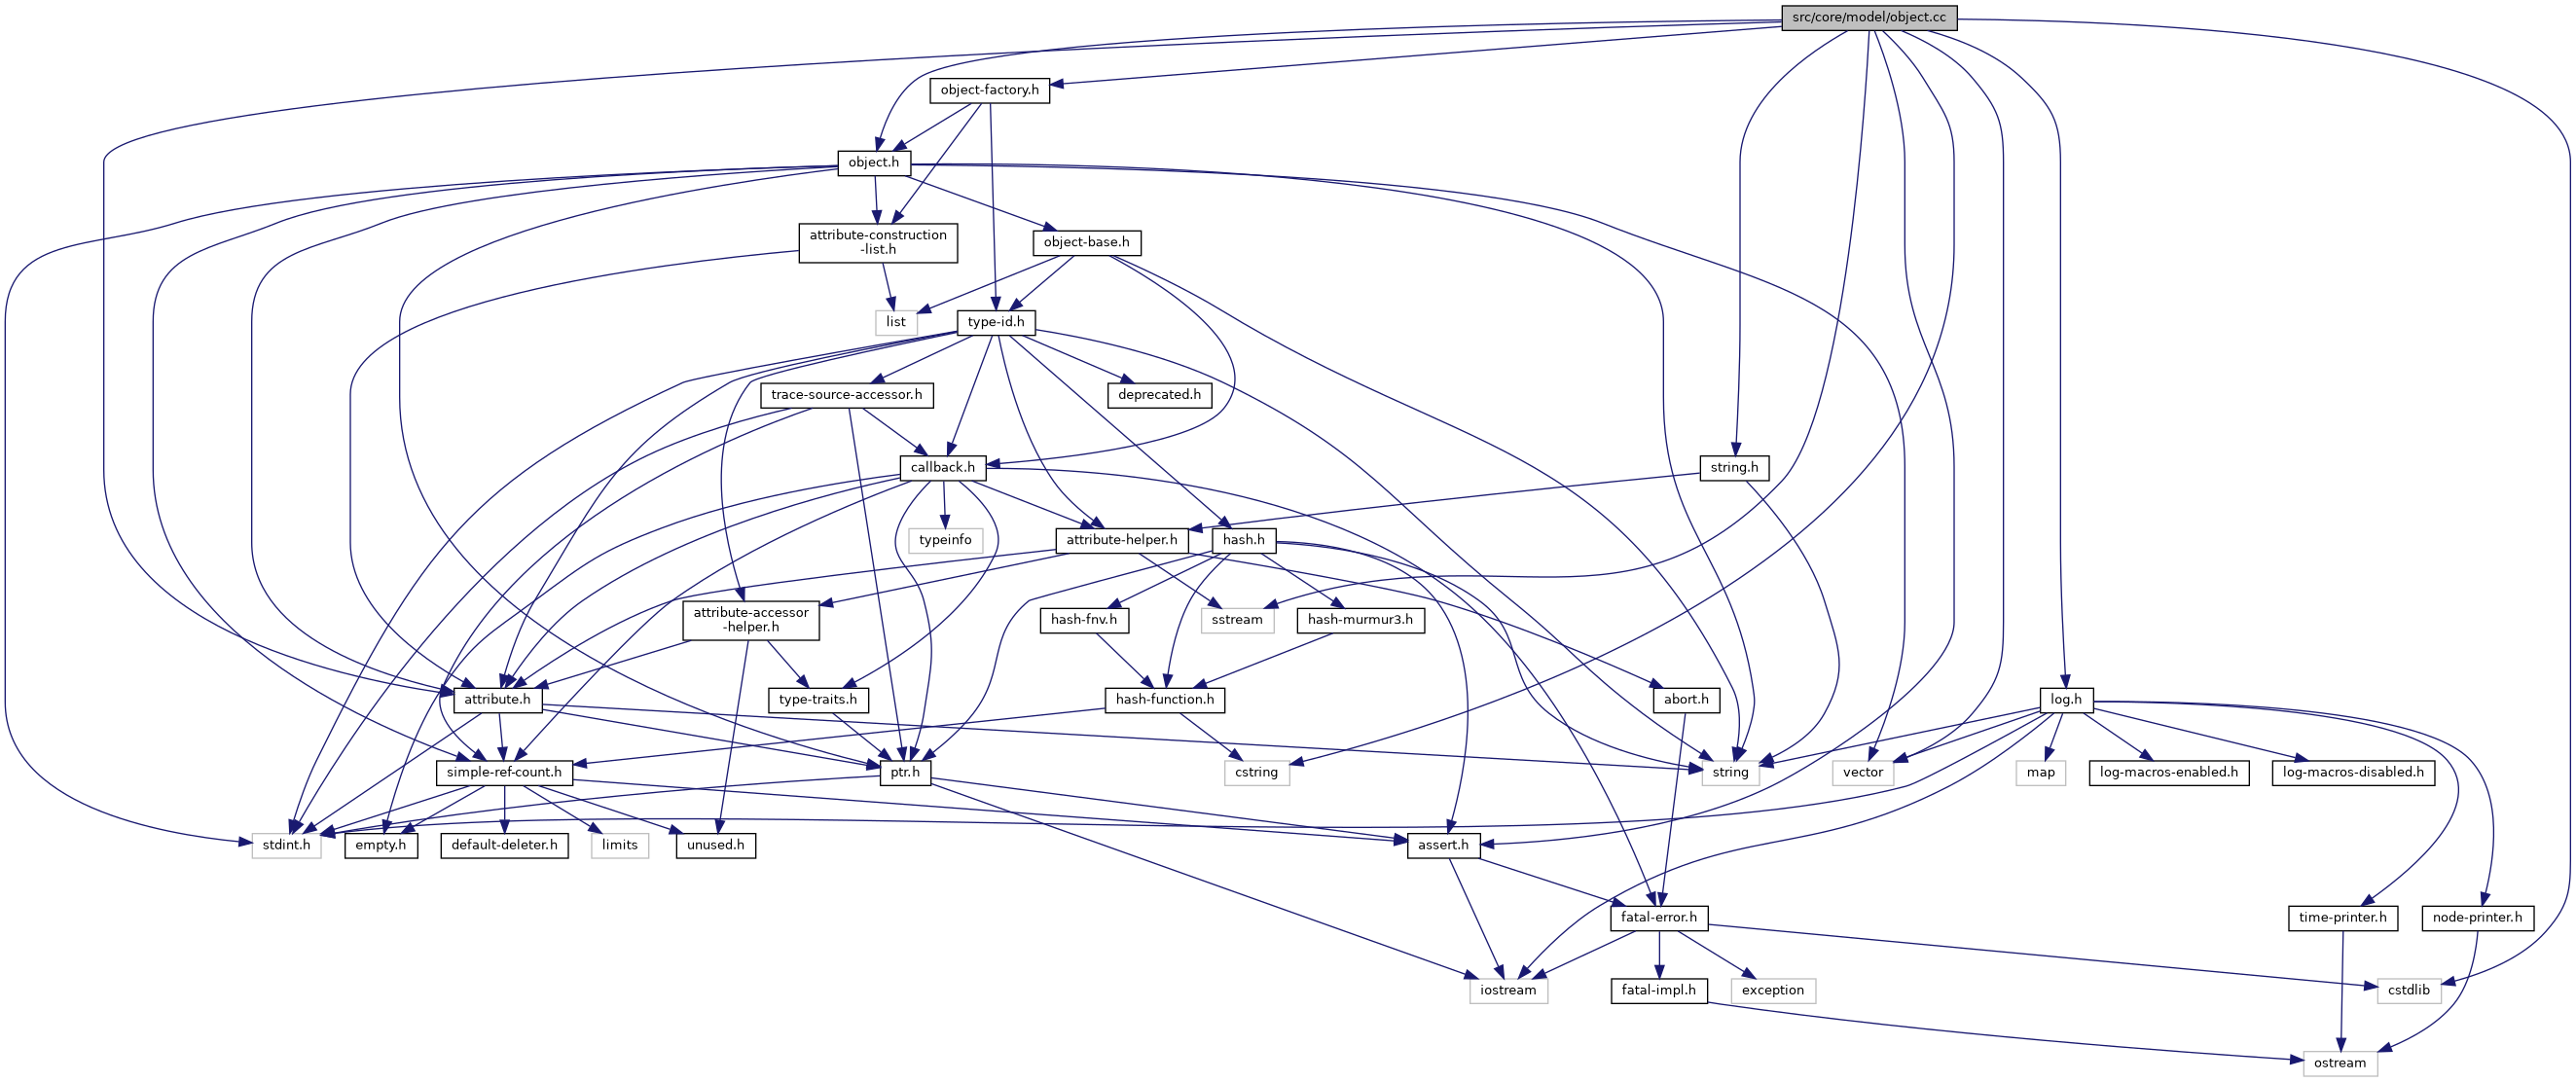 src/core/model/object.cc
object-factory.h
object.h
attribute-construction
-list.h
object-base.h
list
type-id.h
trace-source-accessor.h
deprecated.h
callback.h
string.h
typeinfo
attribute-helper.h
hash.h
attribute-accessor
-helper.h
hash-fnv.h
sstream
hash-murmur3.h
attribute.h
type-traits.h
hash-function.h
abort.h
log.h
simple-ref-count.h
ptr.h
cstring
string
vector
map
log-macros-enabled.h
log-macros-disabled.h
stdint.h
empty.h
default-deleter.h
limits
unused.h
assert.h
fatal-error.h
time-printer.h
node-printer.h
iostream
fatal-impl.h
exception
cstdlib
ostream